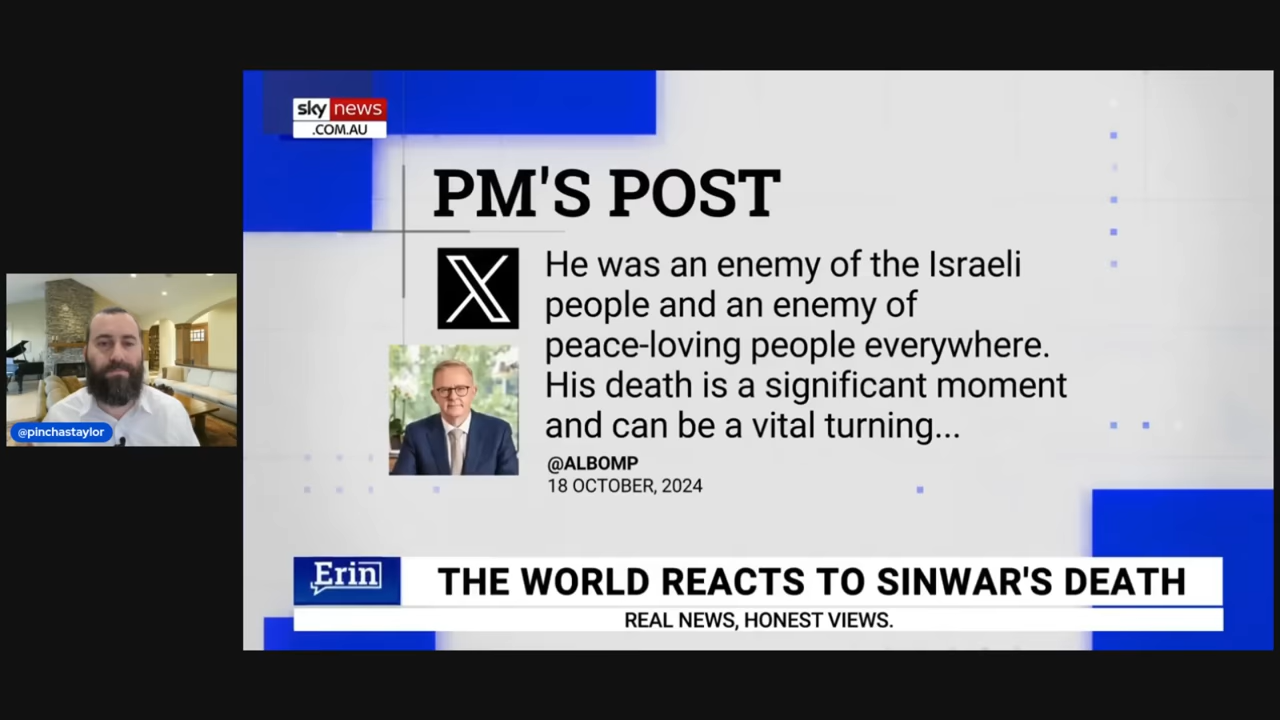 sky news
.COM.AU
PM'S POST
He was an enemy of the Israeli
people and an enemy of
peace-loving people everywhere.
His death is a significant moment
and can be a vital turning...
@ALBOMP
18 OCTOBER, 2024
@pinchastaylor
Erin
THE WORLD REACTS TO SINWAR'S DEATH
REAL NEWS, HONEST VIEWS.